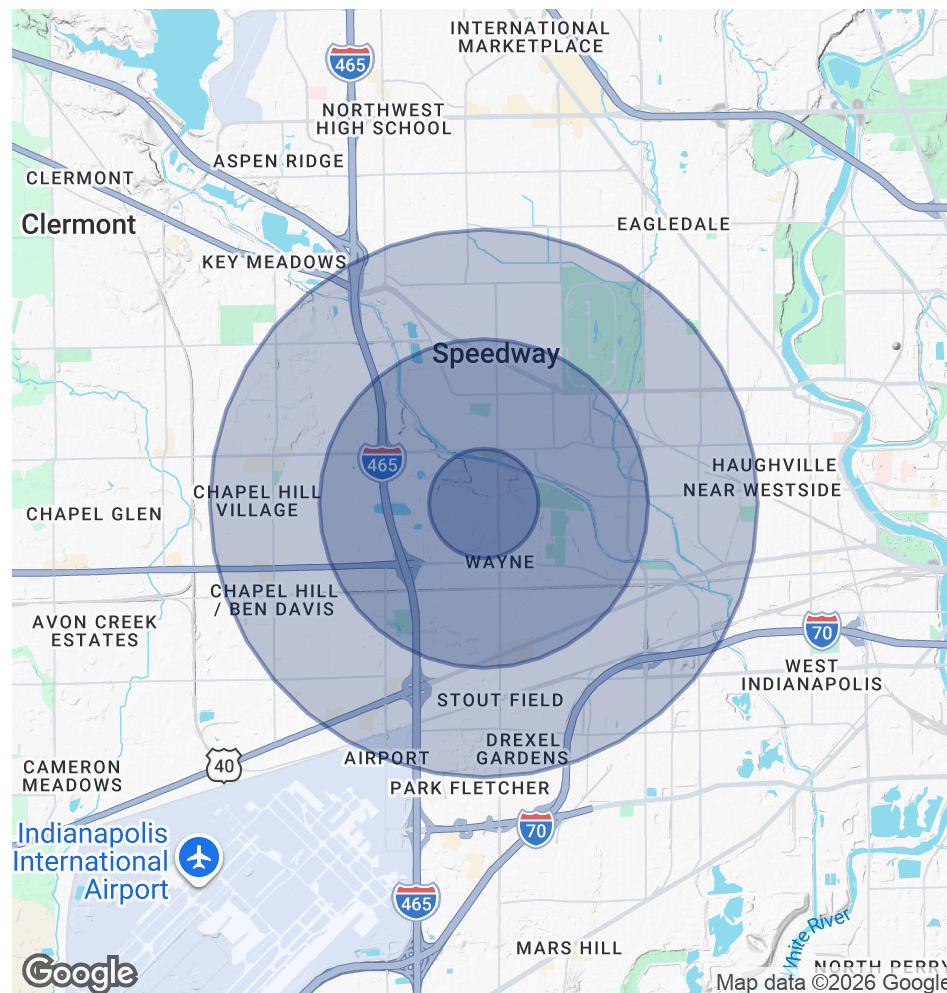 INTERNATIONAL
MARKETPLACE
465
NORTHWEST
HIGH SCHOOL
ASPEN RIDGE
CLERMONT
Clermont
EAGLEDALE
KEY MEADOWS
Speedway
465
HAUGHVILLE
NEAR WESTSIDE
CHAPEL HILL
VILLAGE
CHAPEL GLEN
WAYNE
CHAPEL HILL
/ BEN DAVIS
AVON CREEK
ESTATES
70
WEST
INDIANAPOLIS
STOUT FIELD
DREXEL
GARDENS
AIRPORT
40
CAMERON
MEADOWS
PARK FLETCHER
70
Indianapolis
International
Airport
465
MARS HILL
White River
NORTH PERRY
Google
Map data ©2026 Google